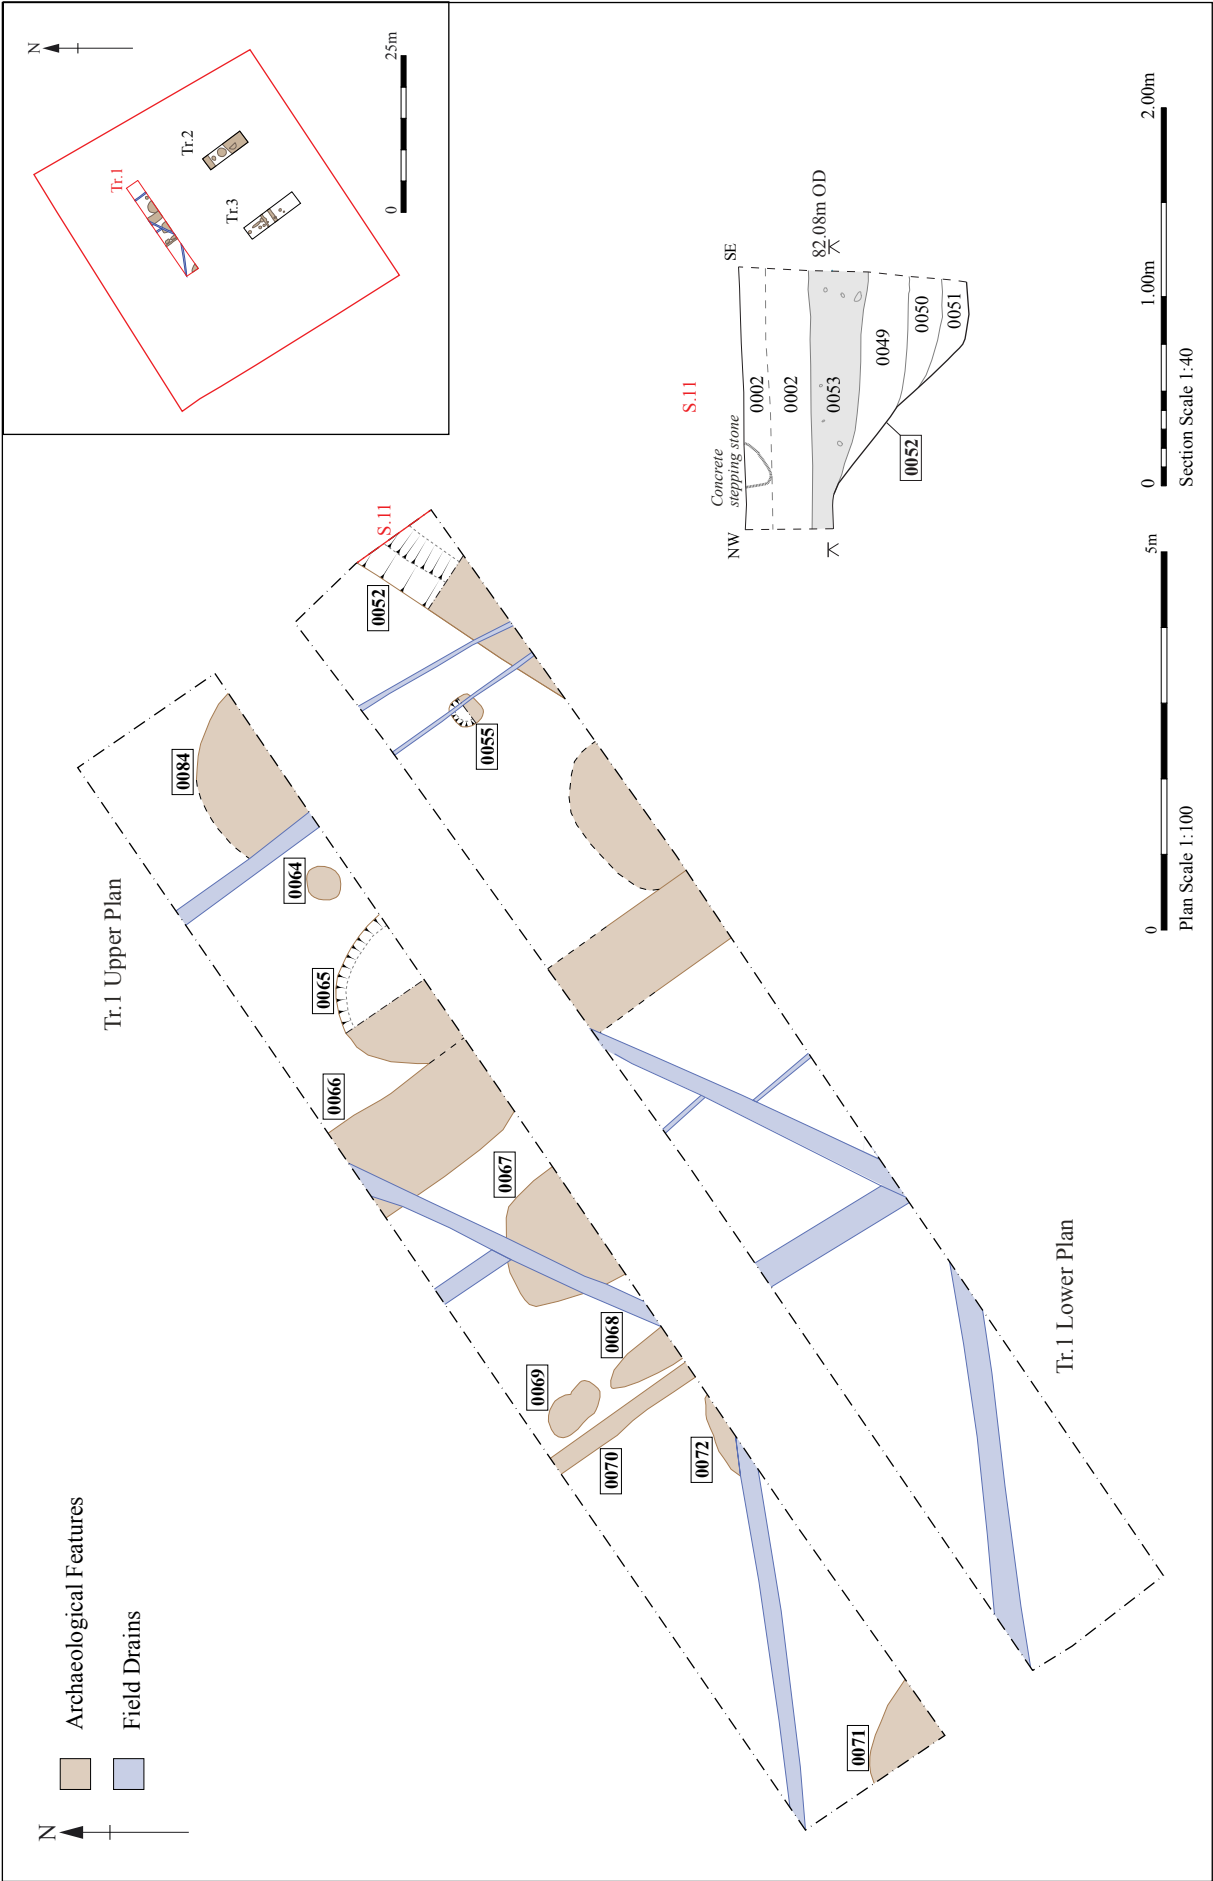 N
Archaeological Features
Field Drains
Tr.1 Upper Plan
0084
0064
0065
0066
0067
0068
0069
0070
0072
0071
Tr.1 Lower Plan
0052
S.11
0055
N
Tr.1
Tr.2
Tr.3
0
25m
S.11
NW
SE
Concrete
stepping stone
0002
0002
0053
0049
0050
0051
0052
82.08m OD
0
5m
Plan Scale 1:100
0
1.00m
2.00m
Section Scale 1:40